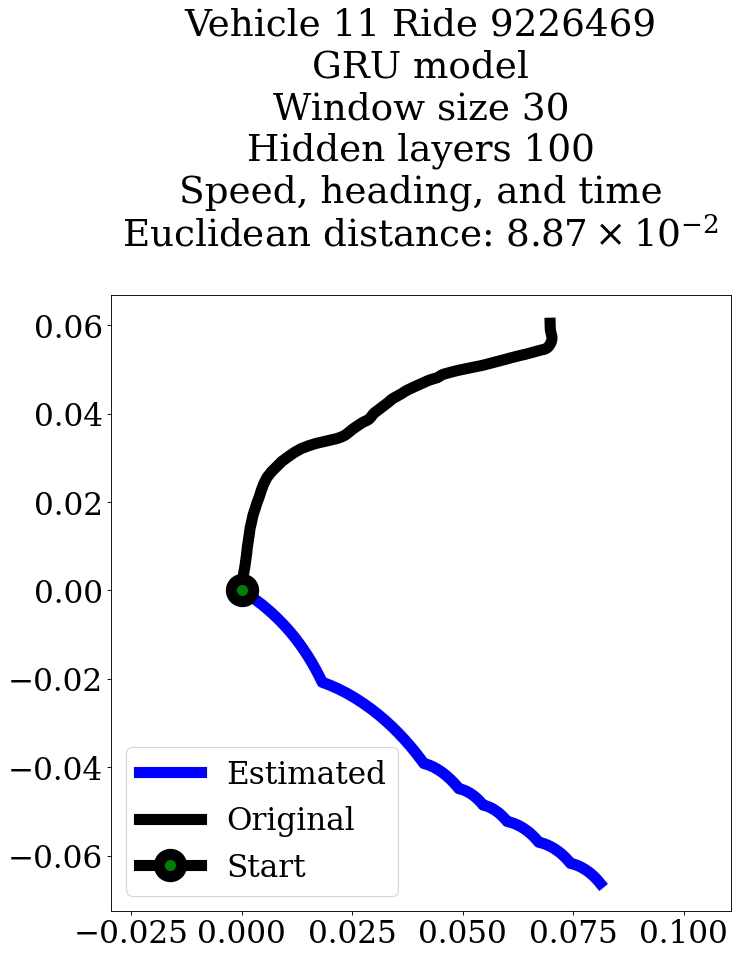 Vehicle 11 Ride 9226469
GRU model
Window size 30
Hidden layers 100
Speed, heading, and time
Euclidean distance: 8.87 × 10⁻²
0.06
0.04
0.02
0.00
−0.02
−0.04
−0.06
Estimated
Original
Start
−0.025 0.000 0.025 0.050 0.075 0.100